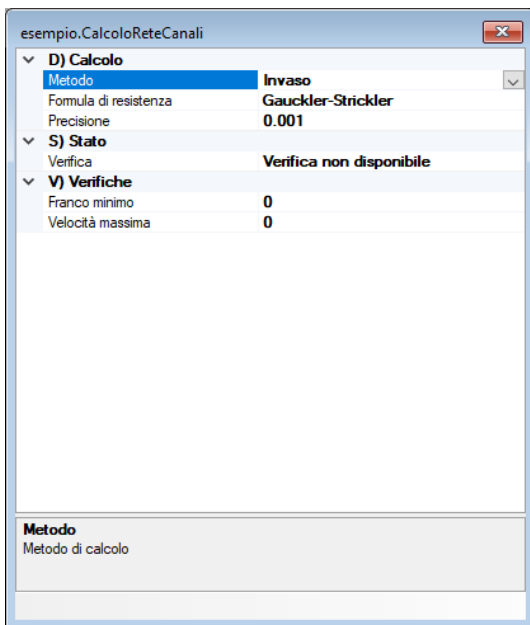 esempio.CalcoloReteCanali
D) Calcolo
Metodo Invaso
Formula di resistenza Gauckler-Strickler
Precisione 0.001
S) Stato
Verifica Verifica non disponibile
V) Verifiche
Franco minimo 0
Velocità massima 0
Metodo
Metodo di calcolo